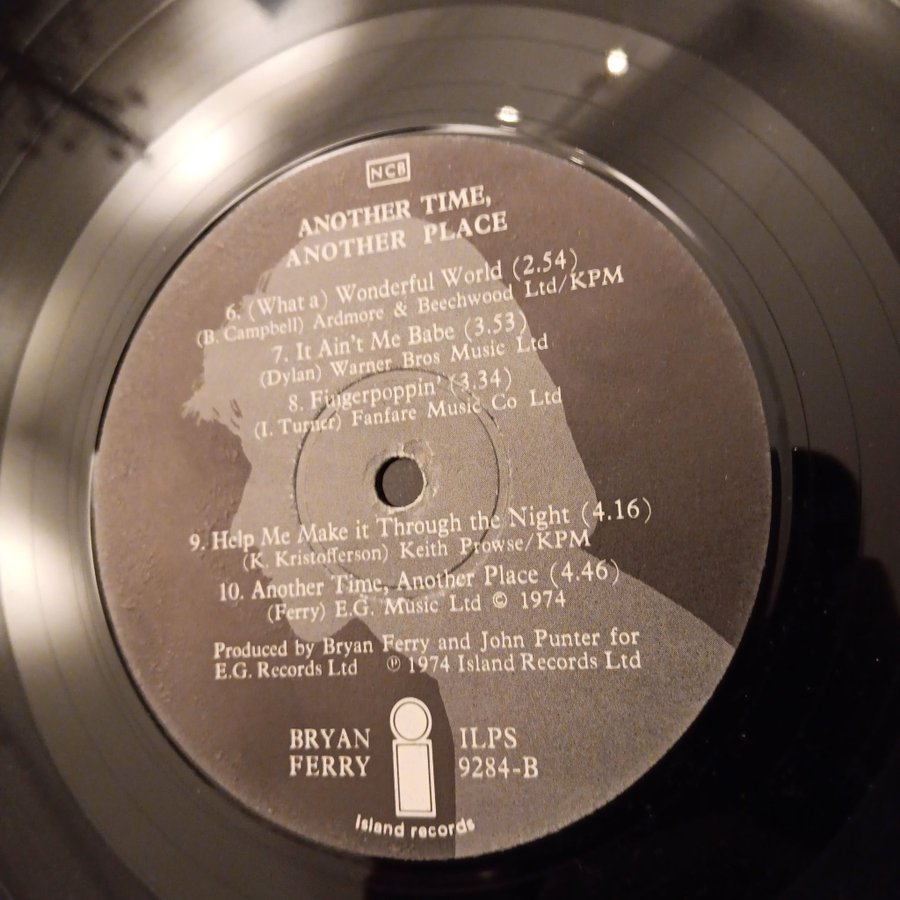 NCB
ANOTHER TIME,
ANOTHER PLACE
6. (What a) Wonderful World (2.54)
(B. Campbell) Ardmore & Beechwood Ltd/KPM
7. It Ain't Me Babe (3.53)
(Dylan) Warner Bros Music Ltd
8. Fingerpoppin' (3.34)
(I. Turner) Fanfare Music Co Ltd
9. Help Me Make it Through the Night (4.16)
(K. Kristofferson) Keith Prowse/KPM
10. Another Time, Another Place (4.46)
(Ferry) E.G. Music Ltd © 1974
Produced by Bryan Ferry and John Punter for
E.G. Records Ltd ℗ 1974 Island Records Ltd
BRYAN
FERRY
ILPS
9284-B
island records